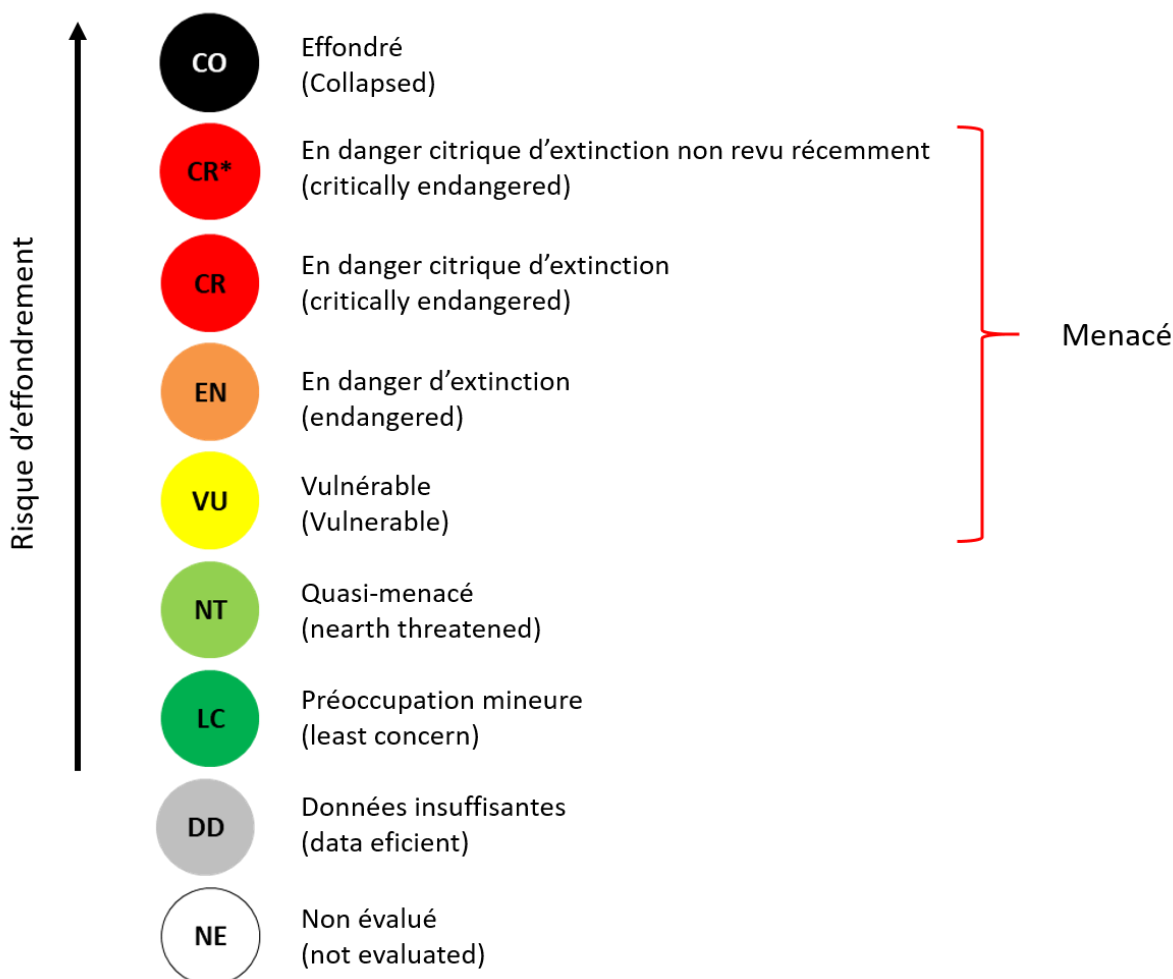 CO
Effondré
(Collapsed)
CR*
En danger citrique d’extinction non revu récemment
(critically endangered)
CR
En danger citrique d’extinction
(critically endangered)
EN
En danger d’extinction
(endangered)
VU
Vulnérable
(Vulnerable)
NT
Quasi-menacé
(nearth threatened)
LC
Préoccupation mineure
(least concern)
DD
Données insuffisantes
(data eficient)
NE
Non évalué
(not evaluated)
Risque d’effondrement
Menacé